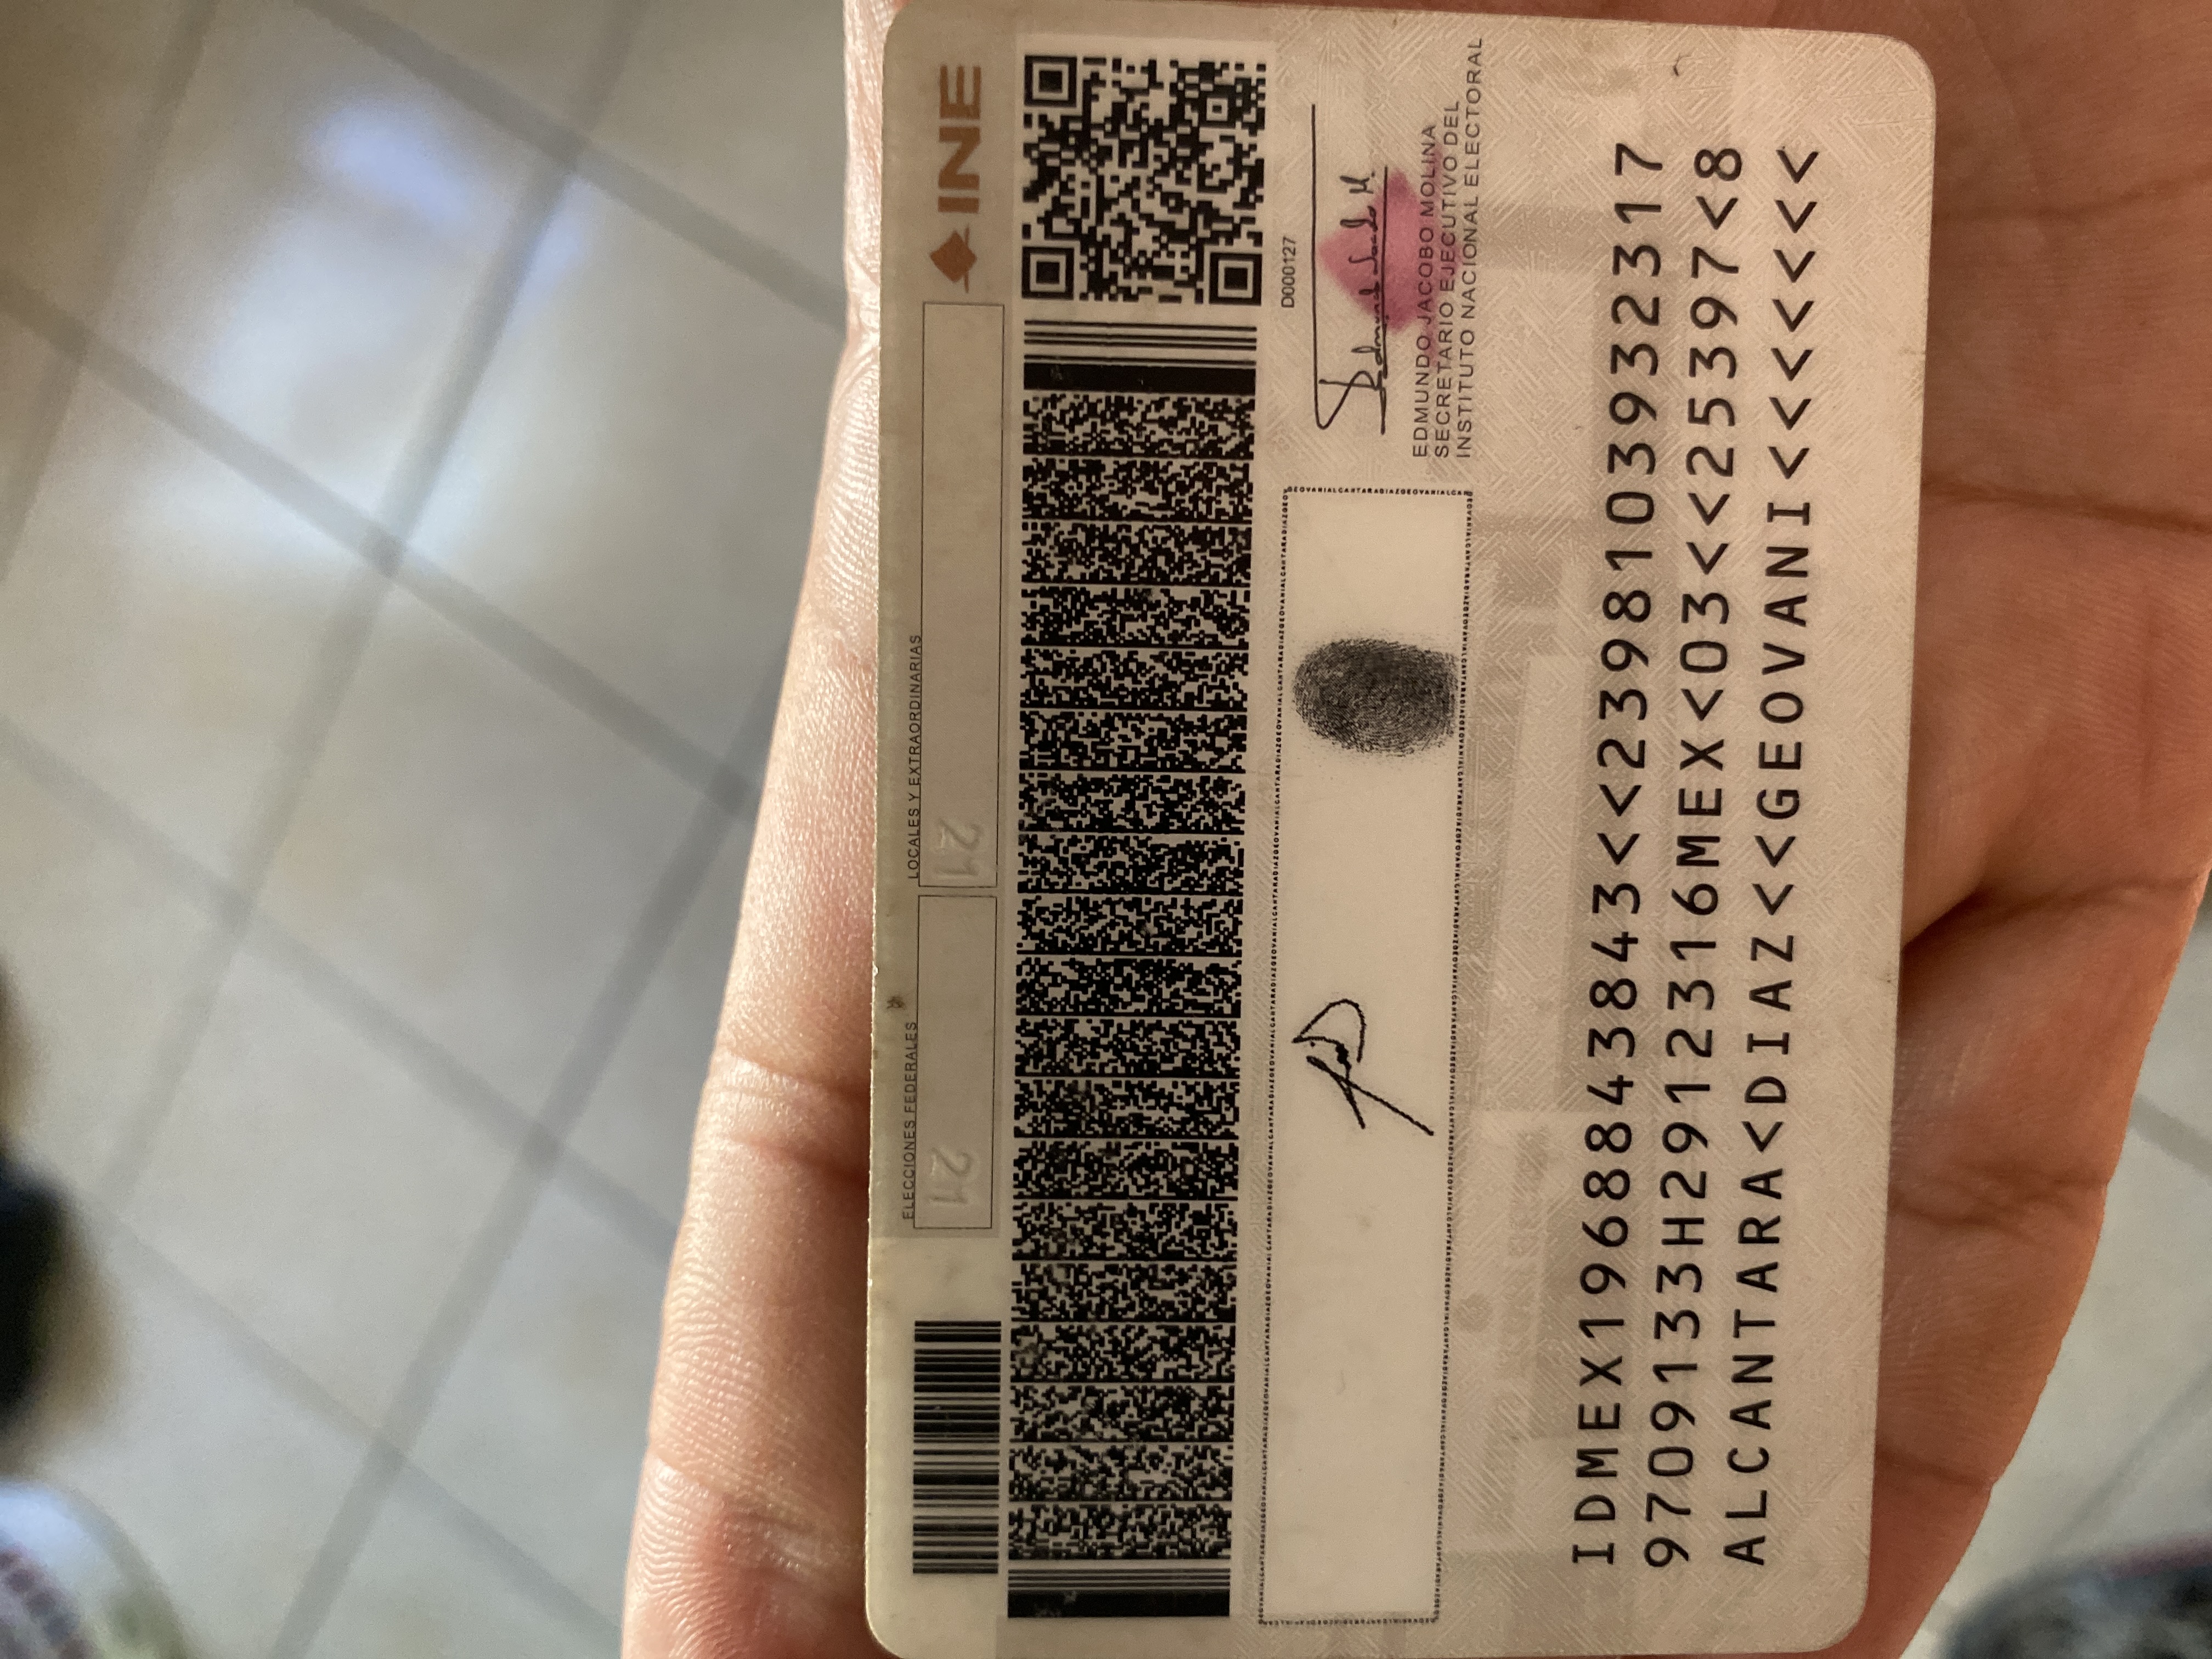 ELECCIONES FEDERALES
LOCALES Y EXTRAORDINARIAS
INE
21
21
D000127
EDMUNDO JACOBO MOLINA
SECRETARIO EJECUTIVO DEL
INSTITUTO NACIONAL ELECTORAL
IDMEX1968843843<<2398103932317
9709133H2912316MEX<03<<25397<8
ALCANTARA<DIAZ<<GEOVANI<<<<<<<